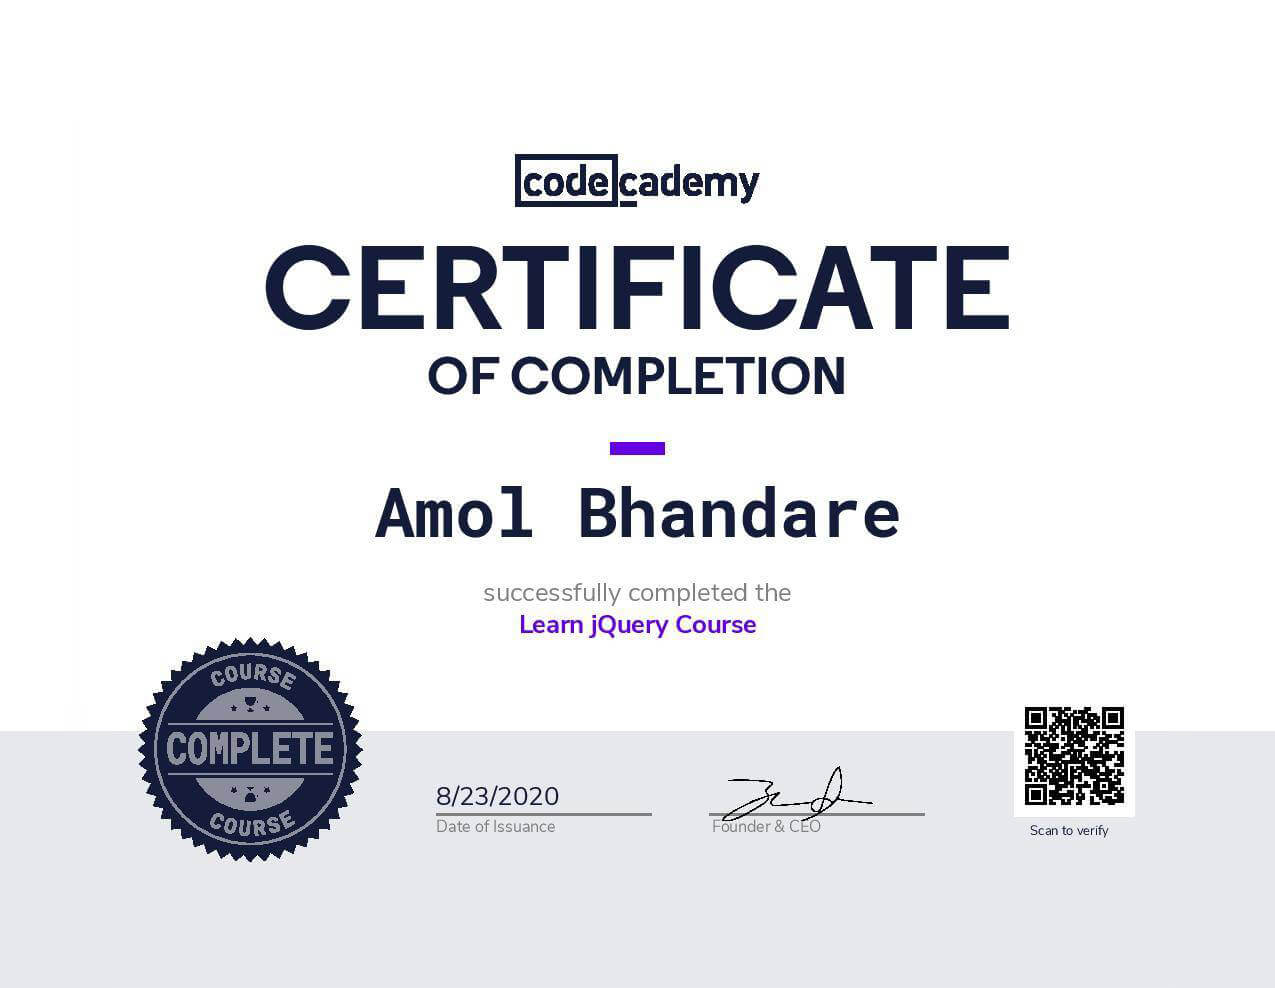 codecademy
CERTIFICATE
OF COMPLETION
Amol Bhandare
successfully completed the
Learn jQuery Course
COURSE
COMPLETE
COURSE
8/23/2020
Date of Issuance
Founder & CEO
Scan to verify